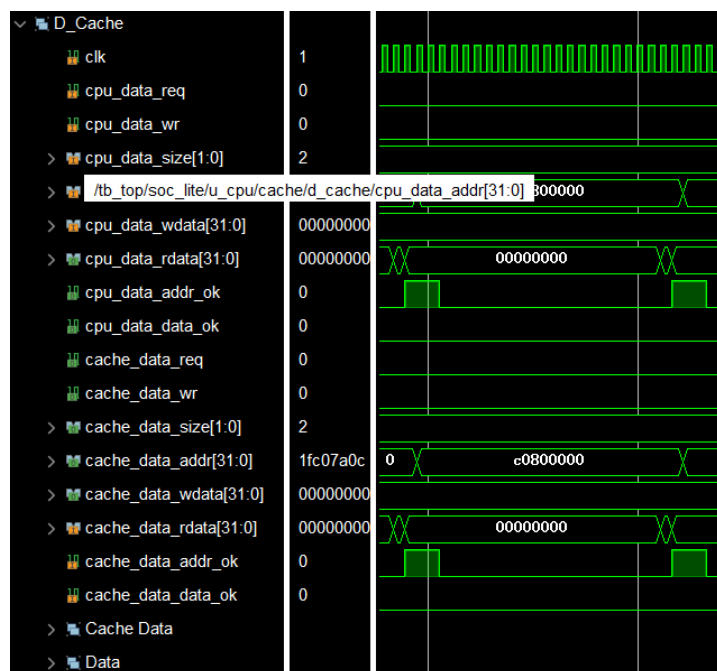 D_Cache
clk 1
cpu_data_req 0
cpu_data_wr 0
cpu_data_size[1:0] 2
/tb_top/soc_lite/u_cpu/cache/d_cache/cpu_data_addr[31:0] 800000
cpu_data_wdata[31:0] 00000000
cpu_data_rdata[31:0] 00000000 00000000
cpu_data_addr_ok 0
cpu_data_data_ok 0
cache_data_req 0
cache_data_wr 0
cache_data_size[1:0] 2
cache_data_addr[31:0] 1fc07a0c 0 c0800000
cache_data_wdata[31:0] 00000000
cache_data_rdata[31:0] 00000000 00000000
cache_data_addr_ok 0
cache_data_data_ok 0
Cache Data
Data